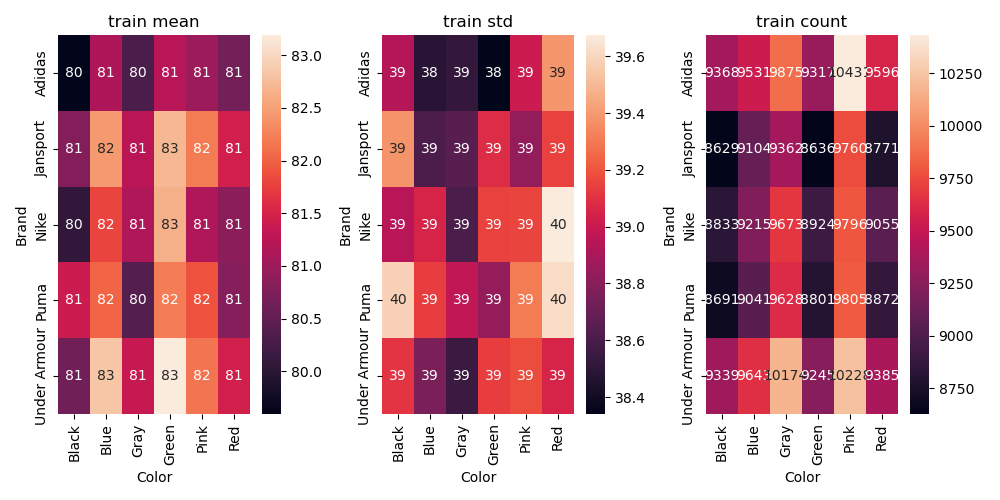 train mean
train std
train count
Brand
Adidas
Jansport
Nike
Puma
Under Armour
80 81 80 81 81 81
81 82 81 83 82 81
80 82 81 83 81 81
81 82 80 82 82 81
81 83 81 83 82 81
Black Blue Gray Green Pink Red
Color
83.0
82.5
82.0
81.5
81.0
80.5
80.0
Brand
Adidas
Jansport
Nike
Puma
Under Armour
39 38 39 38 39 39
39 39 39 39 39 39
39 39 39 39 39 40
40 39 39 39 39 40
39 39 39 39 39 39
Black Blue Gray Green Pink Red
Color
39.6
39.4
39.2
39.0
38.8
38.6
38.4
Brand
Adidas
Jansport
Nike
Puma
Under Armour
9368 9531 9875 9317 9596
8629 9104 9362 8636 9760 8771
8833 9215 9673 8924 9796 9055
8691 9041 9628 8801 9805 8872
9339 10174 10228 9385
Black Blue Gray Green Pink Red
Color
10250
10000
9750
9500
9250
9000
8750